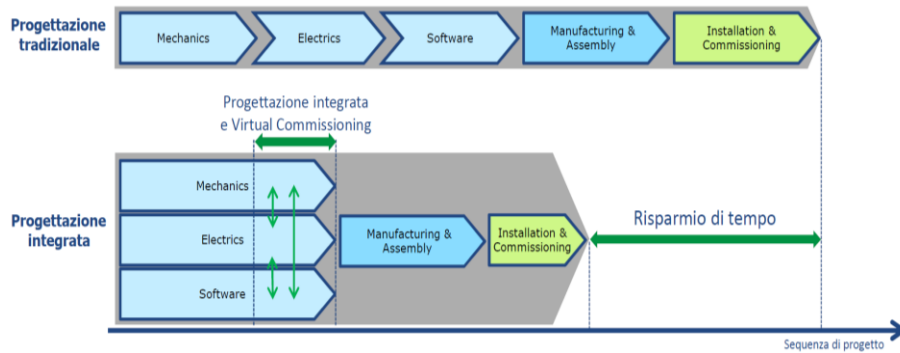 Progettazione
tradizionale
Mechanics
Electrics
Software
Manufacturing &
Assembly
Installation &
Commissioning
Progettazione integrata
e Virtual Commissioning
Progettazione
integrata
Mechanics
Electrics
Software
Manufacturing &
Assembly
Installation &
Commissioning
Risparmio di tempo
Sequenza di progetto